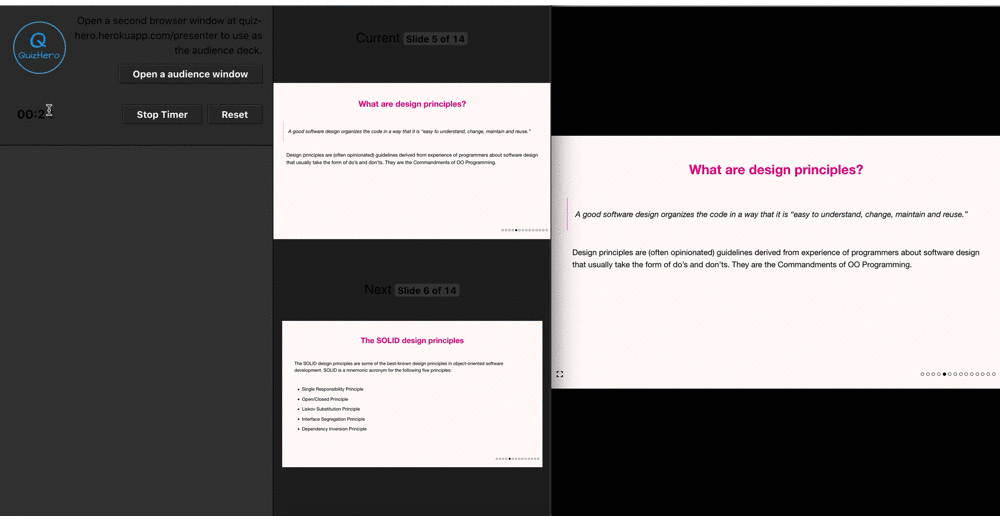 Open a second browser window at quiz-
hero.herokuapp.com/presenter to use as
the audience deck.
Q
QuizHero
Open a audience window
Stop Timer
Reset
Current Slide 5 of 14
What are design principles?
A good software design organizes the code in a way that it is “easy to understand, change, maintain and reuse.”
Design principles are (often opinionated) guidelines derived from experience of programmers about software design
that usually take the form of do’s and don’ts. They are the Commandments of OO Programming.
Next Slide 6 of 14
The SOLID design principles
The SOLID design principles are some of the best-known design principles in object-oriented software
development. SOLID is a mnemonic acronym for the following five principles:
• Single Responsibility Principle
• Open/Closed Principle
• Liskov Substitution Principle
• Interface Segregation Principle
• Dependency Inversion Principle
What are design principles?
A good software design organizes the code in a way that it is “easy to understand, change, maintain and reuse.”
Design principles are (often opinionated) guidelines derived from experience of programmers about software design
that usually take the form of do’s and don’ts. They are the Commandments of OO Programming.